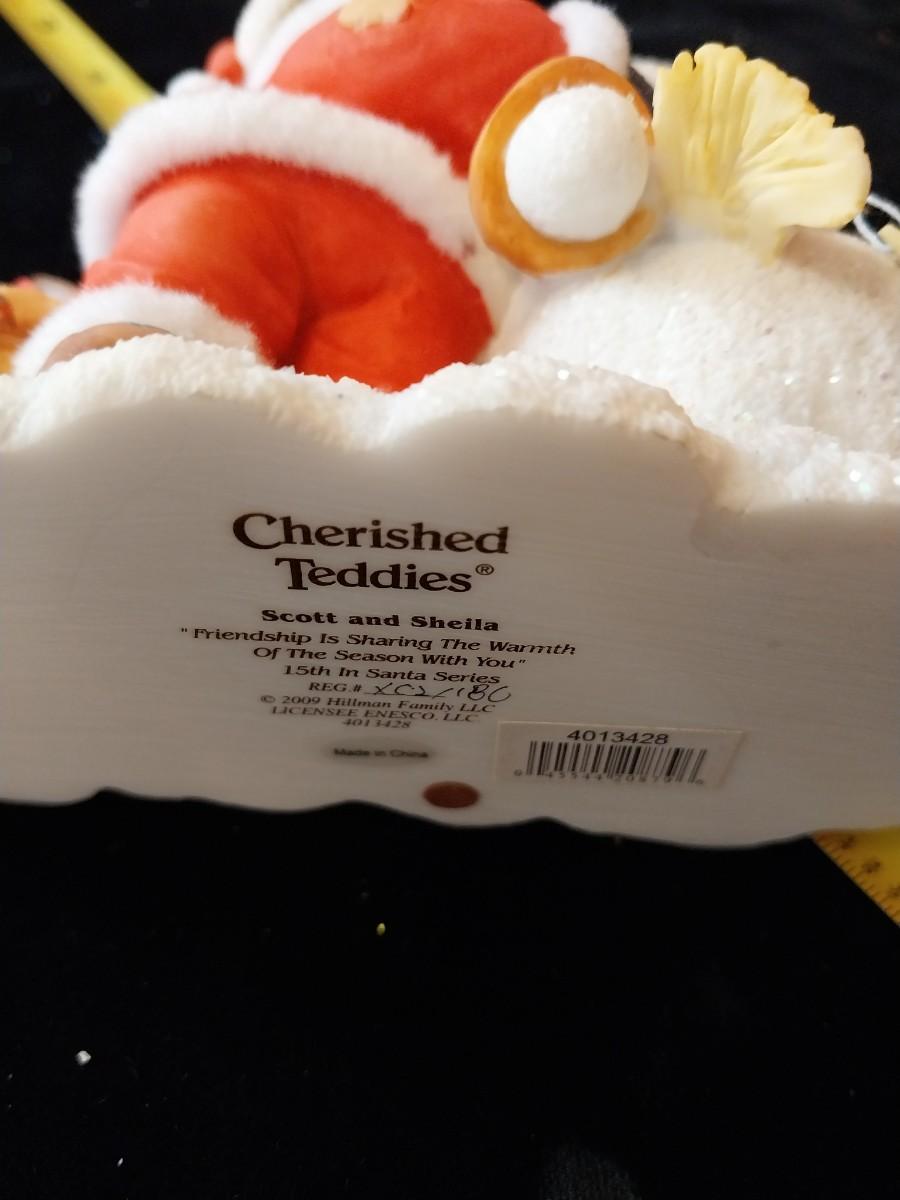 Cherished
Teddies®
Scott and Sheila
"Friendship Is Sharing The Warmth
Of The Season With You"
15th In Santa Series
REG.#
© 2009 Hillman Family LLC
LICENSEE ENESCO, LLC
4013428
Made in China
4013428